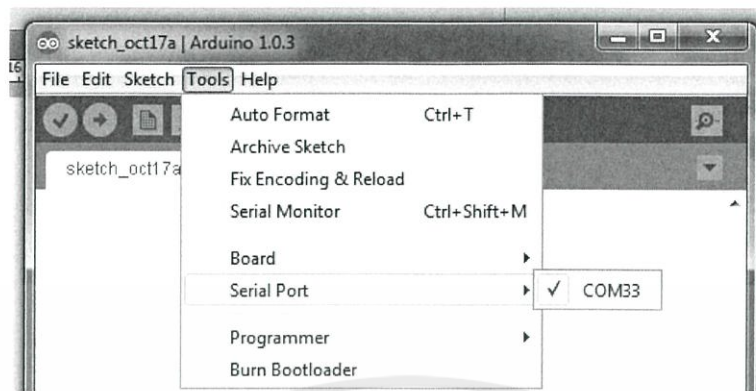 sketch_oct17a | Arduino 1.0.3
16
File Edit Sketch Tools Help
Auto Format Ctrl+T
Archive Sketch
sketch_oct17a
Fix Encoding & Reload
Serial Monitor Ctrl+Shift+M
Board
Serial Port
COM33
Programmer
Burn Bootloader